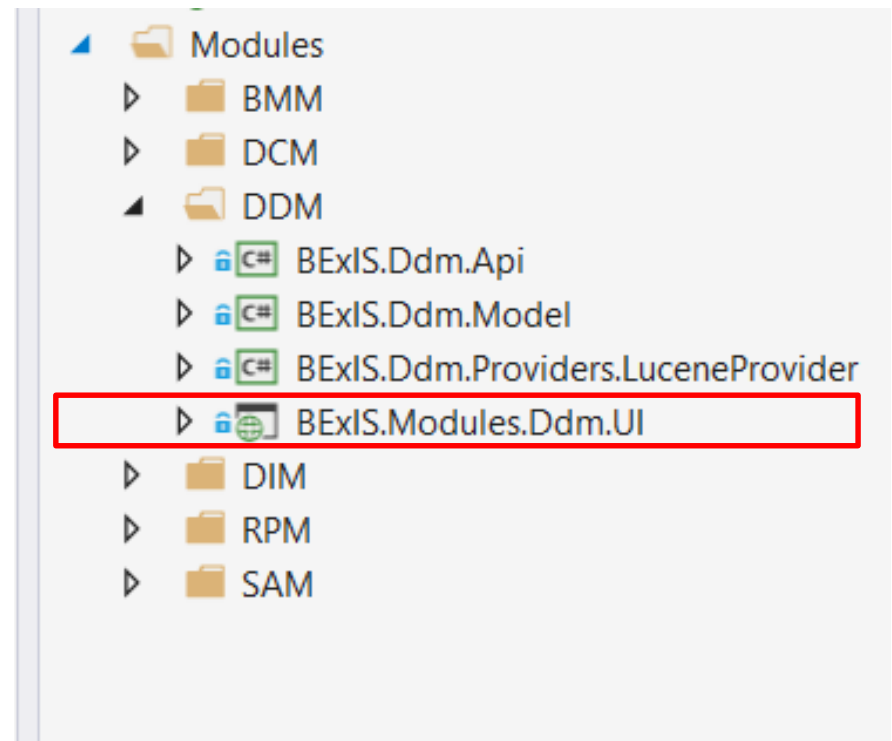 Modules
BMM
DCM
DDM
C# BExIS.Ddm.Api
C# BExIS.Ddm.Model
C# BExIS.Ddm.Providers.LuceneProvider
BExIS.Modules.Ddm.UI
DIM
RPM
SAM